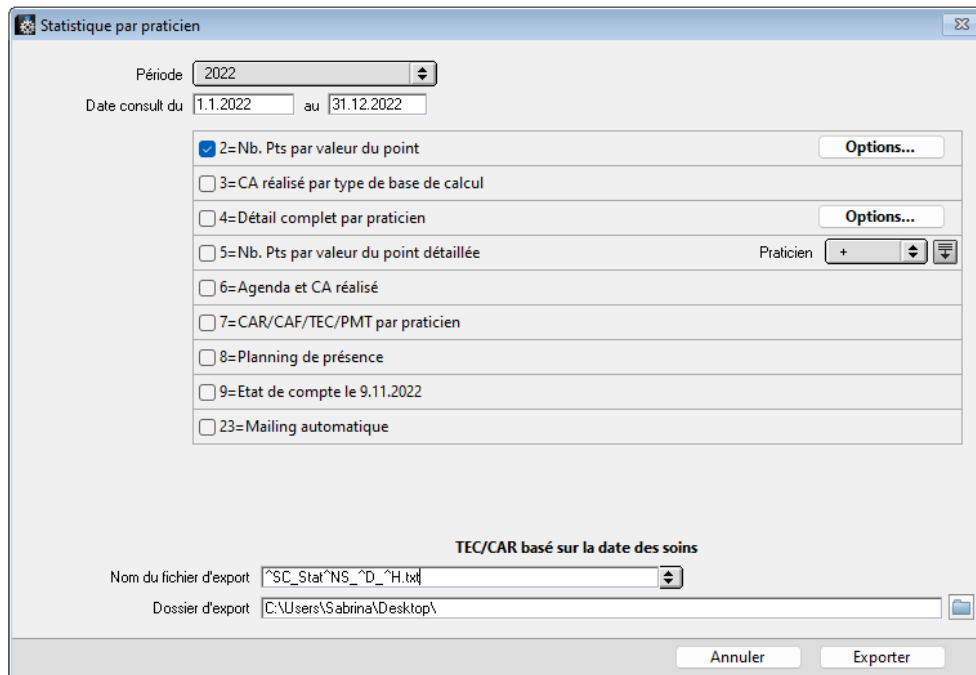 Statistique par praticien
Période 2022
Date consult du 1.1.2022 au 31.12.2022
2=Nb. Pts par valeur du point Options...
3=CA réalisé par type de base de calcul
4=Détail complet par praticien Options...
5=Nb. Pts par valeur du point détaillée Praticien +
6=Agenda et CA réalisé
7=CAR/CAF/TEC/PMT par praticien
8=Planning de présence
9=Etat de compte le 9.11.2022
23=Mailing automatique
TEC/CAR basé sur la date des soins
Nom du fichier d'export ^SC_Stat^NS_^D_^H.txt
Dossier d'export C:\Users\Sabrina\Desktop\
Annuler Exporter